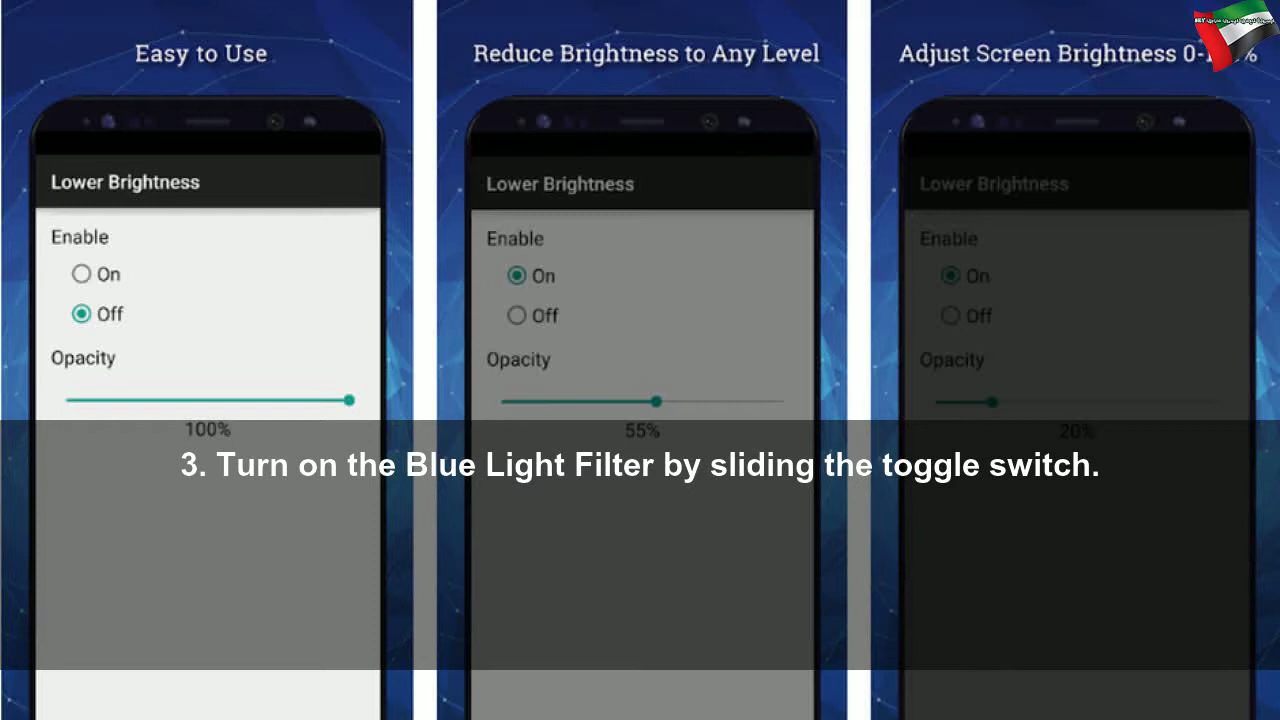 Easy to Use
Lower Brightness
Enable
On
Off
Opacity
100%
Reduce Brightness to Any Level
Lower Brightness
Enable
On
Off
Opacity
55%
Adjust Screen Brightness 0-1 %
Lower Brightness
Enable
On
Off
Opacity
20%
3. Turn on the Blue Light Filter by sliding the toggle switch.